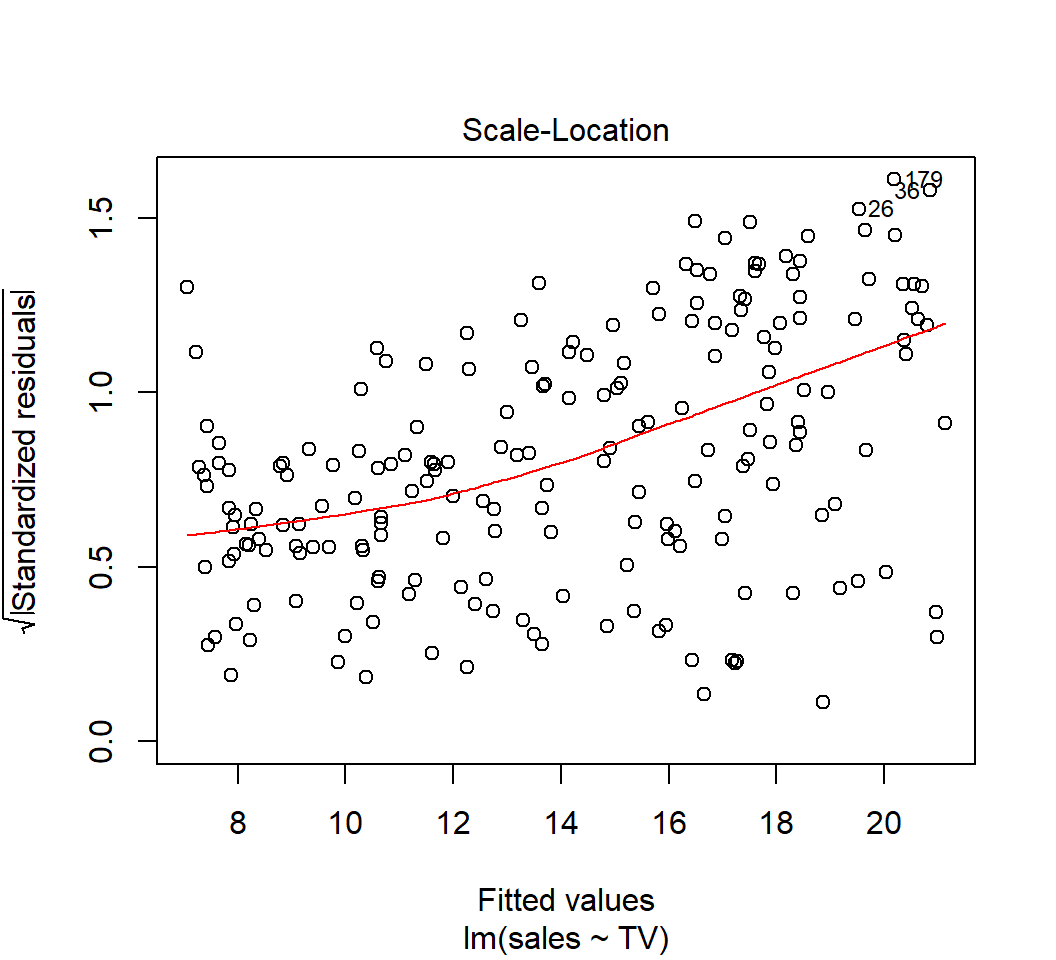 Scale-Location
√|Standardized residuals|
1.5
1.0
0.5
0.0
179
36
26
8 10 12 14 16 18 20
Fitted values
lm(sales ~ TV)